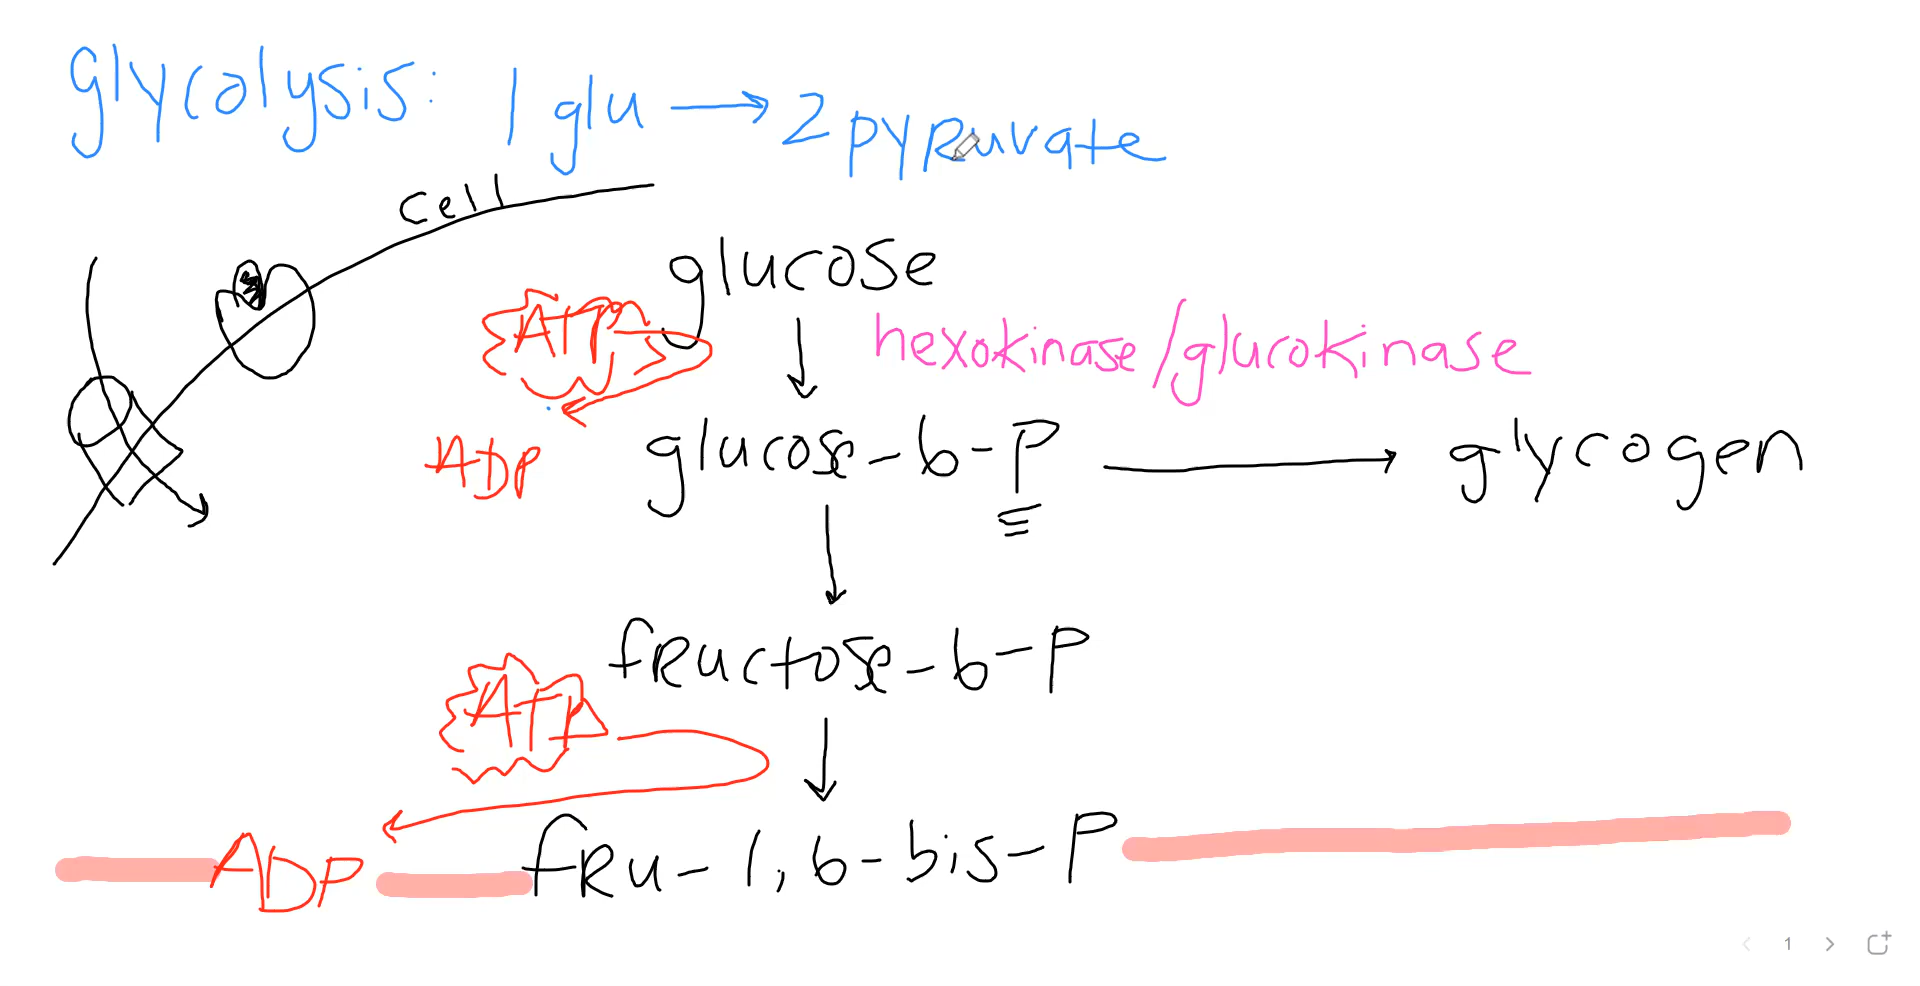 glycolysis: 1 glu → 2 pyruvate
cell
glucose
ATP
hexokinase/glucokinase
ADP
glucose-6-P → glycogen
fructose-6-P
ATP
ADP
fru-1,6-bis-P
1